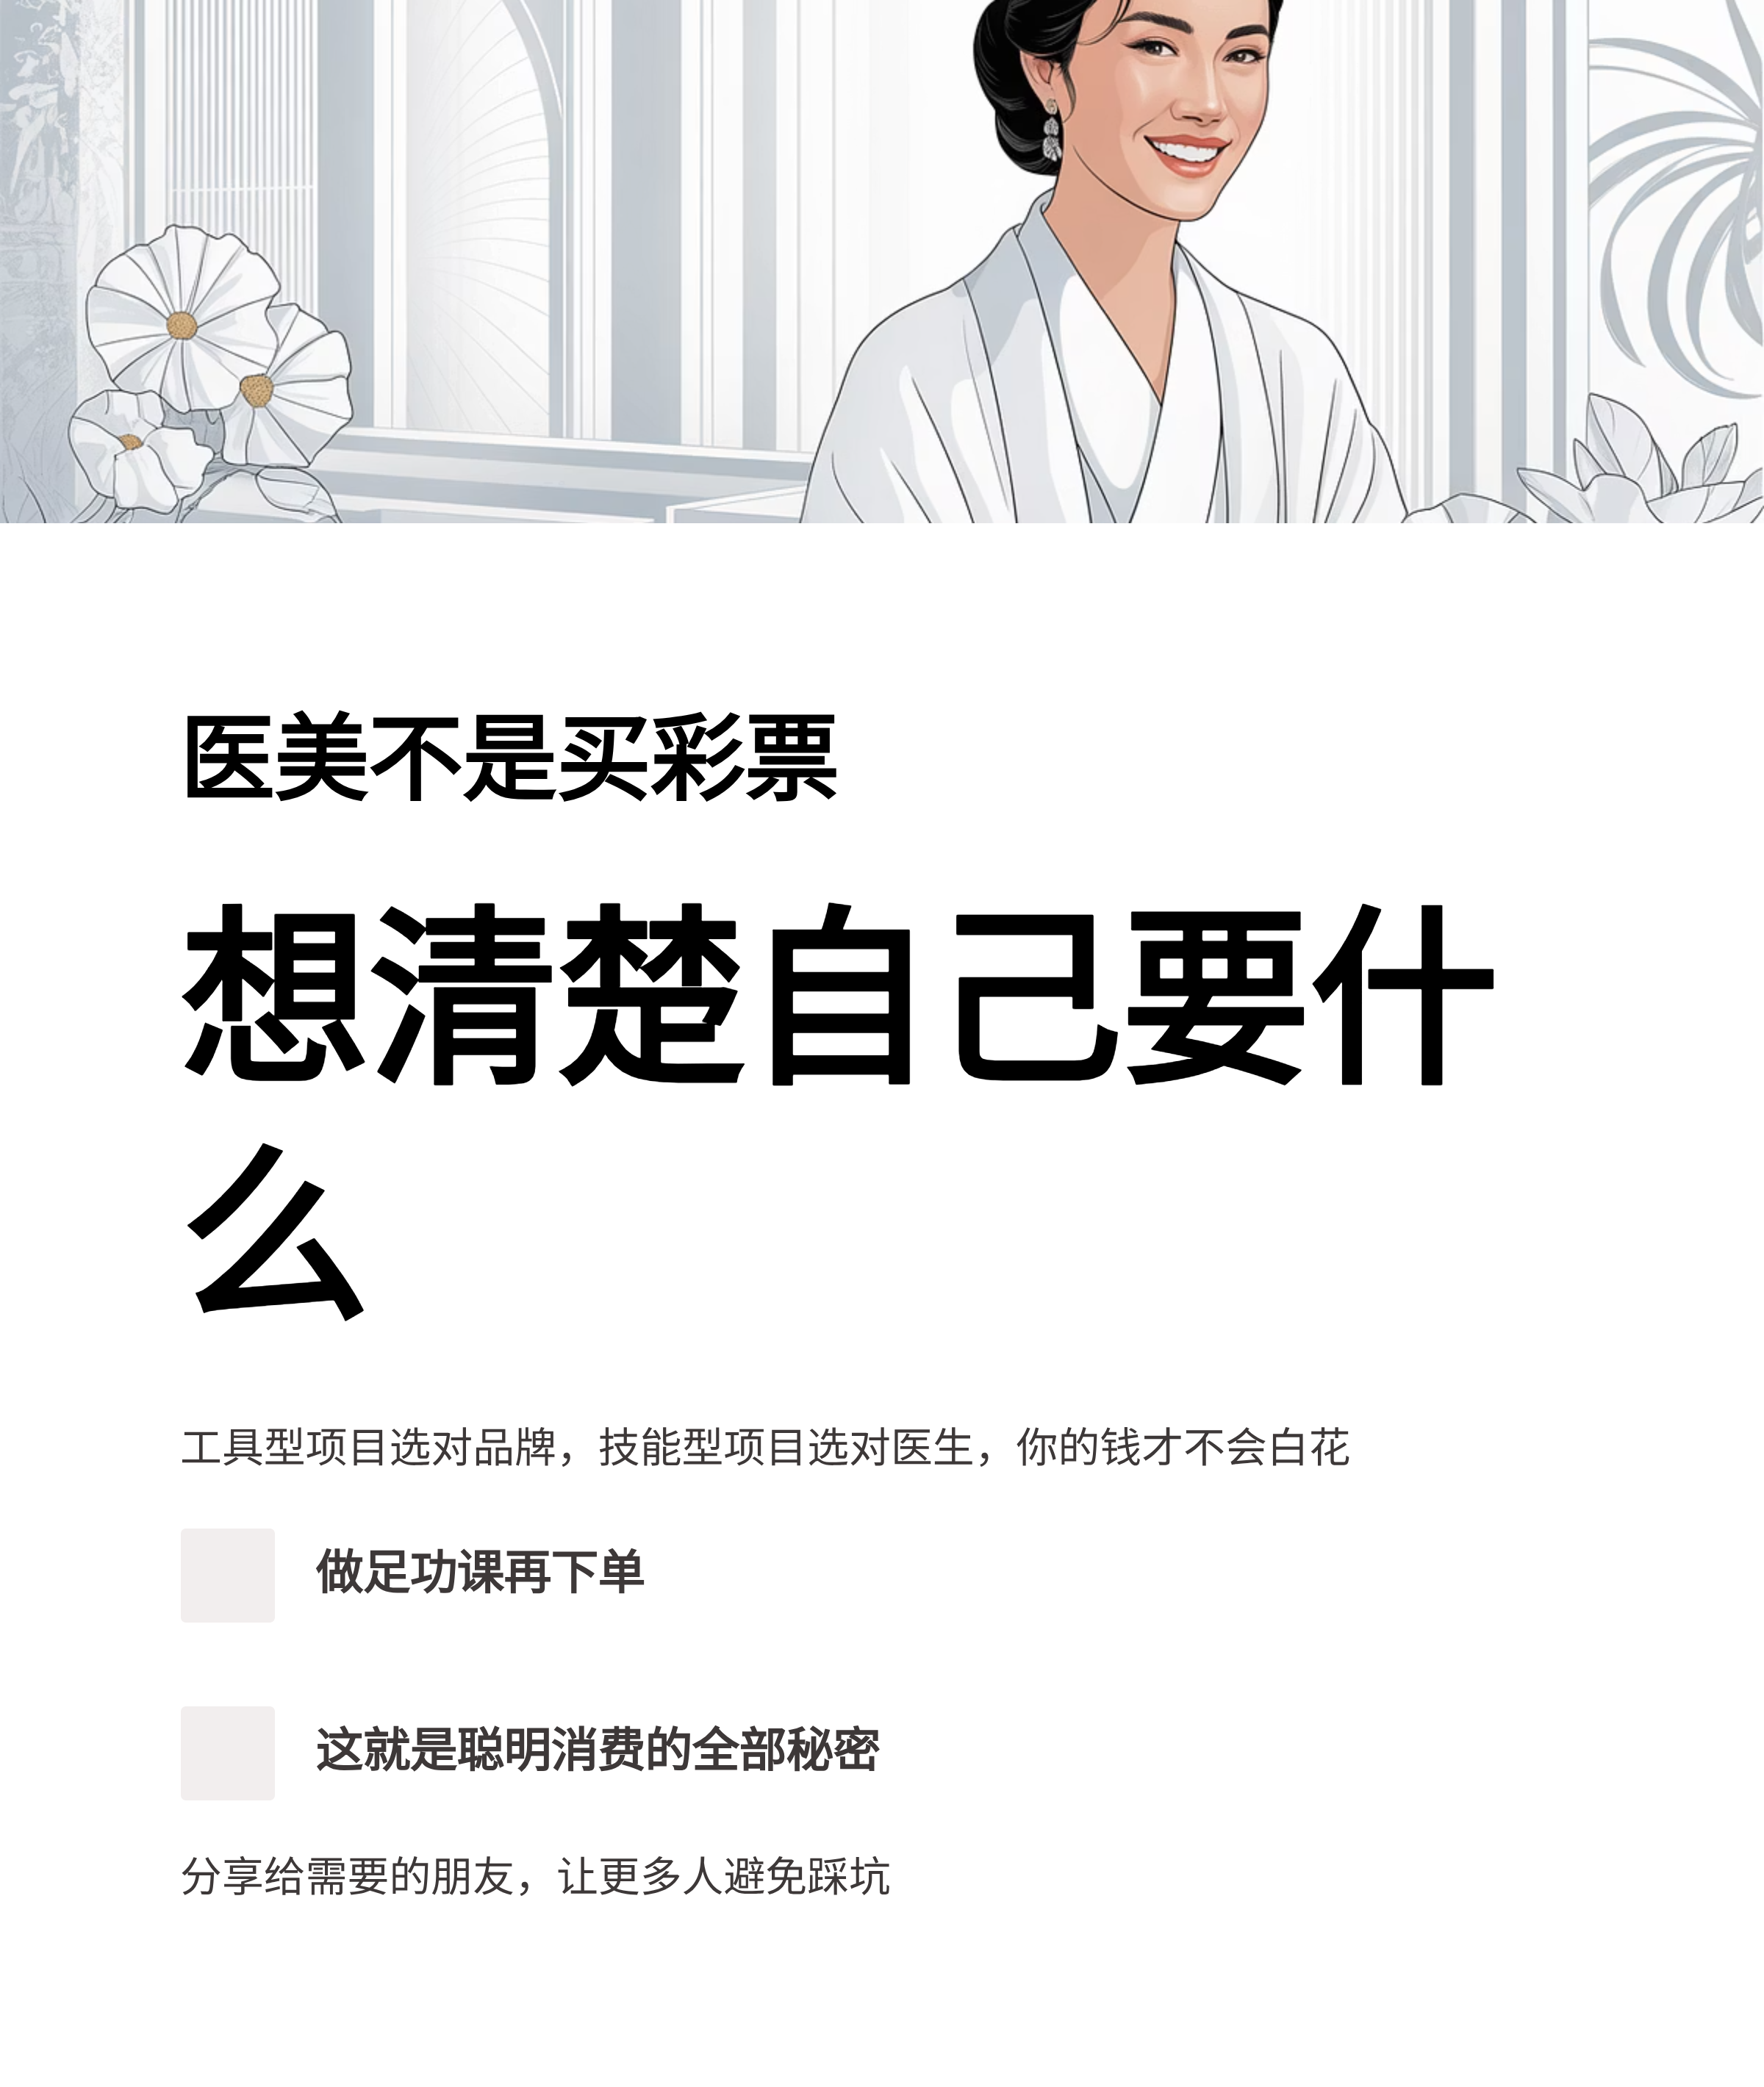 医美不是买彩票
想清楚自己要什
么
工具型项目选对品牌，技能型项目选对医生，你的钱才不会白花
做足功课再下单
这就是聪明消费的全部秘密
分享给需要的朋友，让更多人避免踩坑